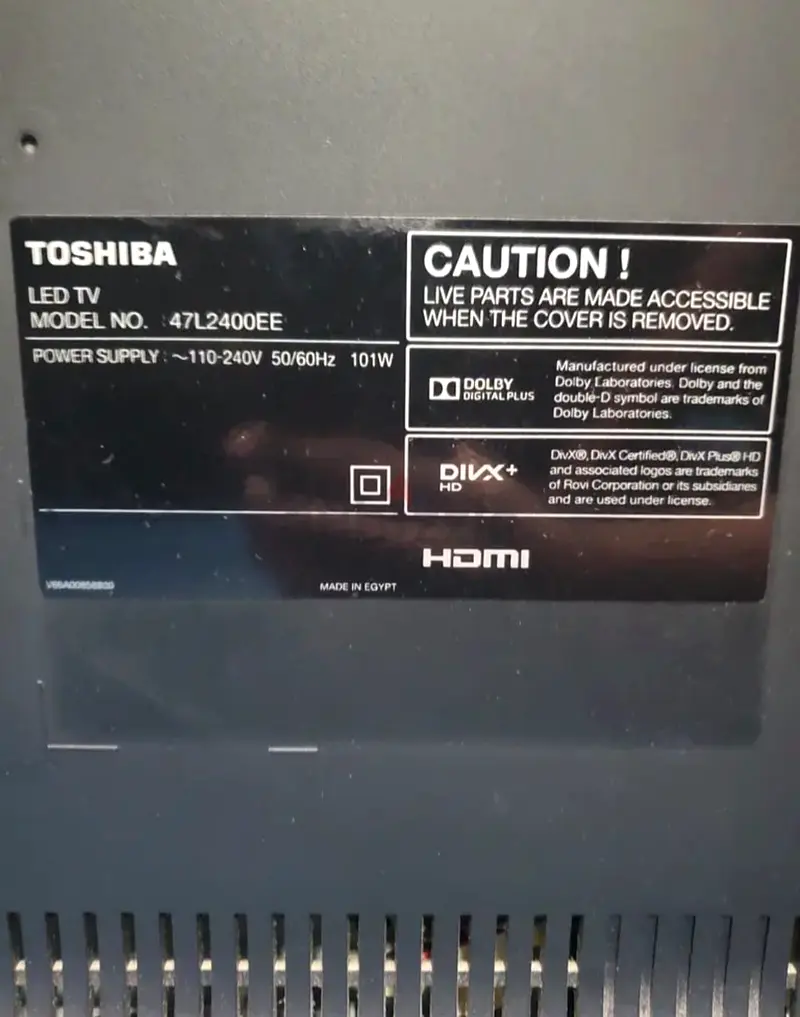 TOSHIBA
LED TV
MODEL NO. : 47L2400EE
POWER SUPPLY : ~110-240V 50/60Hz 101W
MADE IN EGYPT
CAUTION !
LIVE PARTS ARE MADE ACCESSIBLE
WHEN THE COVER IS REMOVED.
DOLBY
DIGITAL PLUS
Manufactured under license from
Dolby Laboratories. Dolby and the
double-D symbol are trademarks of
Dolby Laboratories.
DIVX+
HD
DivX®, DivX Certified®, DivX Plus® HD
and associated logos are trademarks
of Rovi Corporation or its subsidiaries
and are used under license.
HDMI